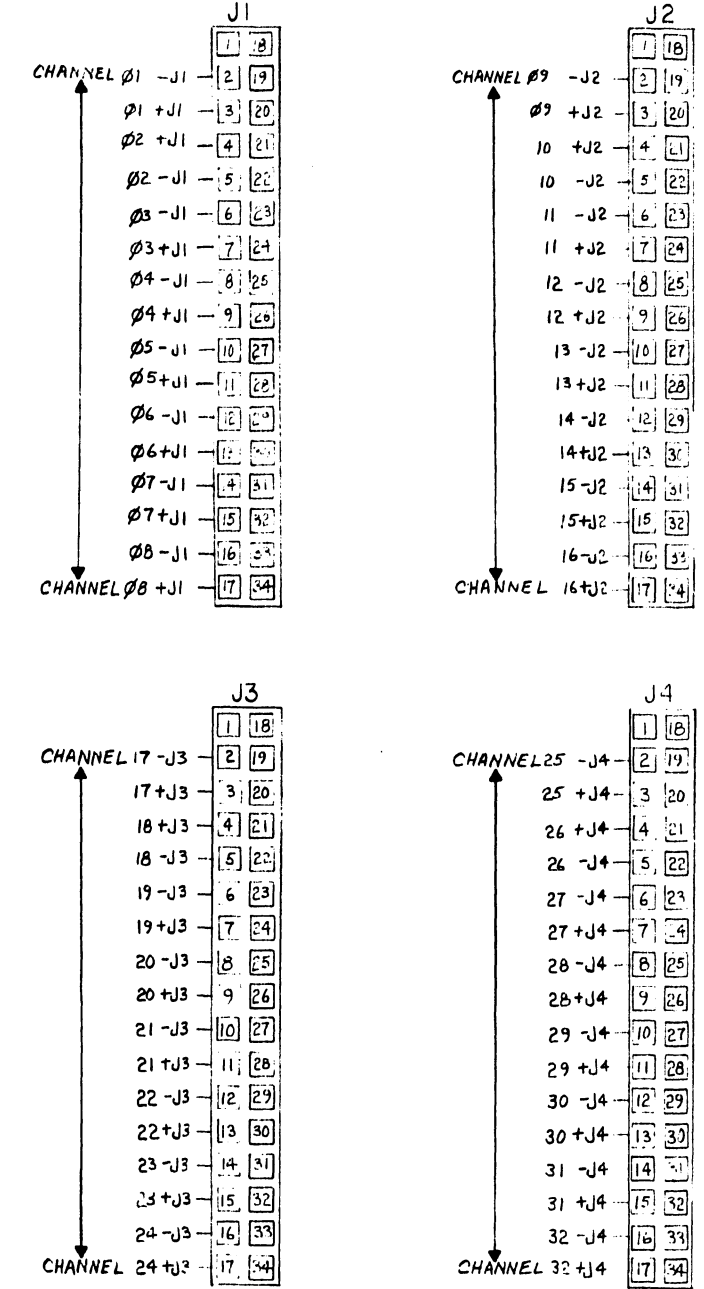 J1
1 18
CHANNEL Ø1 -J1 2 19
Ø1 +J1 3 20
Ø2 +J1 4 21
Ø2 -J1 5 22
Ø3 -J1 6 23
Ø3+J1 7 24
Ø4 -J1 8 25
Ø4 +J1 9 26
Ø5 -J1 10 27
Ø5+J1 11 28
Ø6 -J1 12 29
Ø6+J1 13 30
Ø7-J1 14 31
Ø7+J1 15 32
Ø8 -J1 16 33
CHANNEL Ø8 +J1 17 34
J2
1 18
CHANNEL Ø9 -J2 2 19
Ø9 +J2 3 20
10 +J2 4 21
10 -J2 5 22
11 -J2 6 23
11 +J2 7 24
12 -J2 8 25
12 +J2 9 26
13 -J2 10 27
13+J2 11 28
14 -J2 12 29
14+J2 13 30
15-J2 14 31
15+J2 15 32
16-J2 16 33
CHANNEL 16+J2 17 34
J3
1 18
CHANNEL 17 -J3 2 19
17+J3 3 20
18+J3 4 21
18 -J3 5 22
19 -J3 6 23
19+J3 7 24
20 -J3 8 25
20 +J3 9 26
21 -J3 10 27
21 +J3 11 28
22 -J3 12 29
22+J3 13 30
23 -J3 14 31
23+J3 15 32
24 -J3 16 33
CHANNEL 24+J3 17 34
J4
1 18
CHANNEL25 -J4 2 19
25 +J4 3 20
26 +J4 4 21
26 -J4 5 22
27 -J4 6 23
27 +J4 7 24
28 -J4 8 25
28+J4 9 26
29 -J4 10 27
29 +J4 11 28
30 -J4 12 29
30 +J4 13 30
31 -J4 14 31
31 +J4 15 32
32 -J4 16 33
CHANNEL 32 +J4 17 34